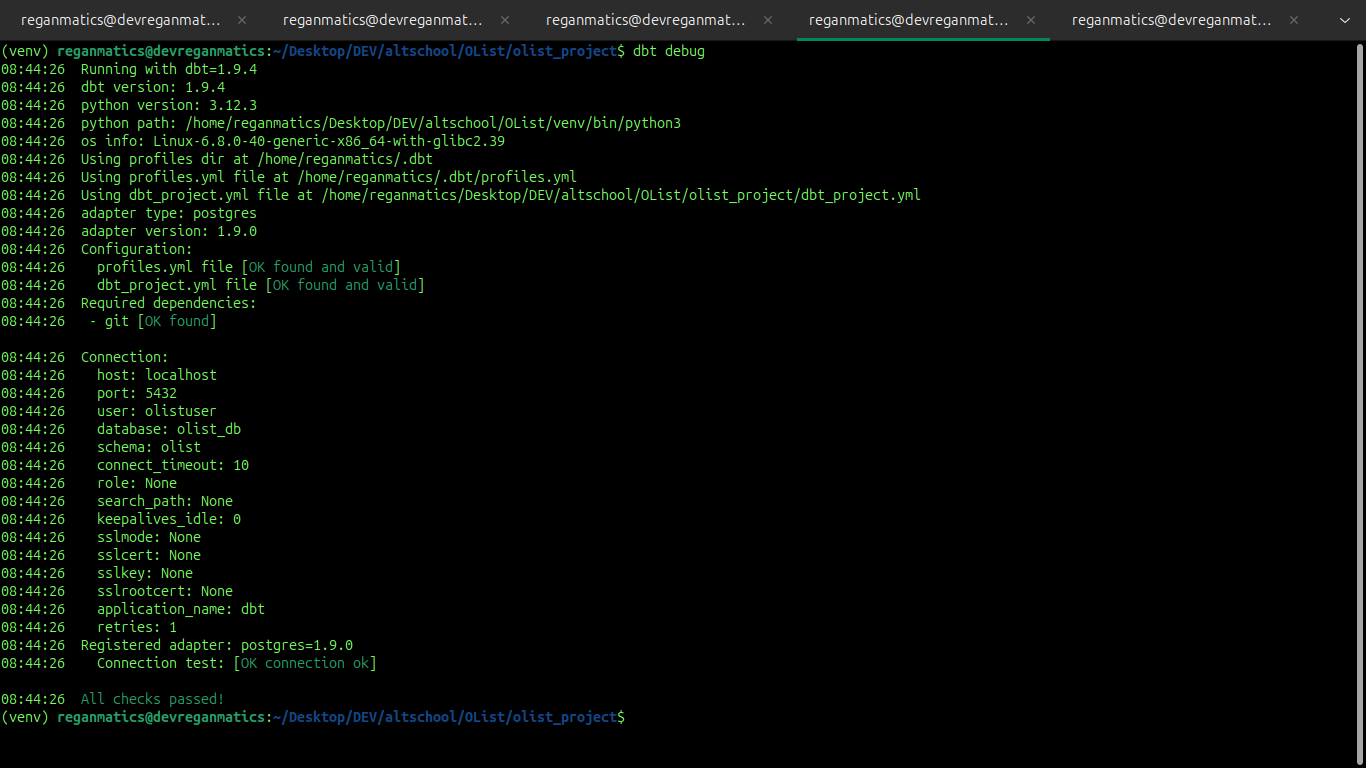 reganmatics@devreganmat...
reganmatics@devreganmat...
reganmatics@devreganmat...
reganmatics@devreganmat...
reganmatics@devreganmat...
(venv) reganmatics@devreganmatics:~/Desktop/DEV/altschool/OList/olist_project$ dbt debug
08:44:26  Running with dbt=1.9.4
08:44:26  dbt version: 1.9.4
08:44:26  python version: 3.12.3
08:44:26  python path: /home/reganmatics/Desktop/DEV/altschool/OList/venv/bin/python3
08:44:26  os info: Linux-6.8.0-40-generic-x86_64-with-glibc2.39
08:44:26  Using profiles dir at /home/reganmatics/.dbt
08:44:26  Using profiles.yml file at /home/reganmatics/.dbt/profiles.yml
08:44:26  Using dbt_project.yml file at /home/reganmatics/Desktop/DEV/altschool/OList/olist_project/dbt_project.yml
08:44:26  adapter type: postgres
08:44:26  adapter version: 1.9.0
08:44:26  Configuration:
08:44:26    profiles.yml file [OK found and valid]
08:44:26    dbt_project.yml file [OK found and valid]
08:44:26  Required dependencies:
08:44:26   - git [OK found]
08:44:26  Connection:
08:44:26    host: localhost
08:44:26    port: 5432
08:44:26    user: olistuser
08:44:26    database: olist_db
08:44:26    schema: olist
08:44:26    connect_timeout: 10
08:44:26    role: None
08:44:26    search_path: None
08:44:26    keepalives_idle: 0
08:44:26    sslmode: None
08:44:26    sslcert: None
08:44:26    sslkey: None
08:44:26    sslrootcert: None
08:44:26    application_name: dbt
08:44:26    retries: 1
08:44:26  Registered adapter: postgres=1.9.0
08:44:26    Connection test: [OK connection ok]
08:44:26  All checks passed!
(venv) reganmatics@devreganmatics:~/Desktop/DEV/altschool/OList/olist_project$